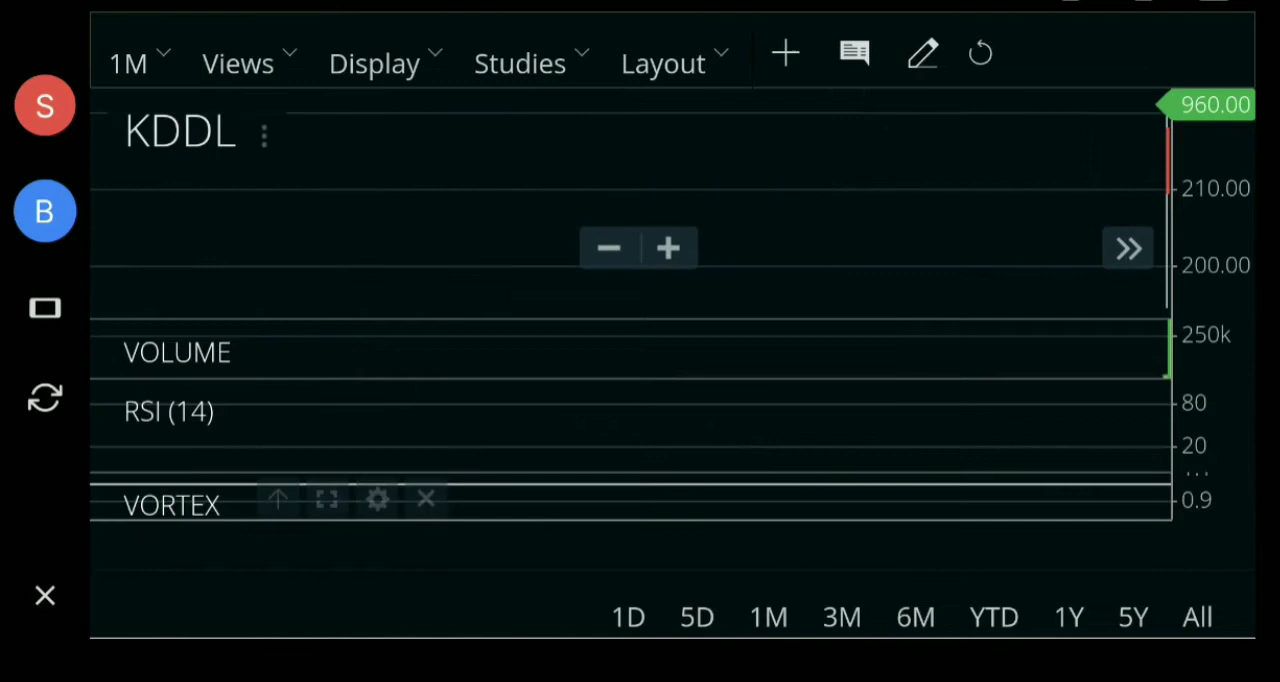 1M Views Display Studies Layout
960.00
S
KDDL
210.00
B
200.00
250k
VOLUME
80
RSI (14)
20
...
VORTEX
0.9
1D 5D 1M 3M 6M YTD 1Y 5Y All